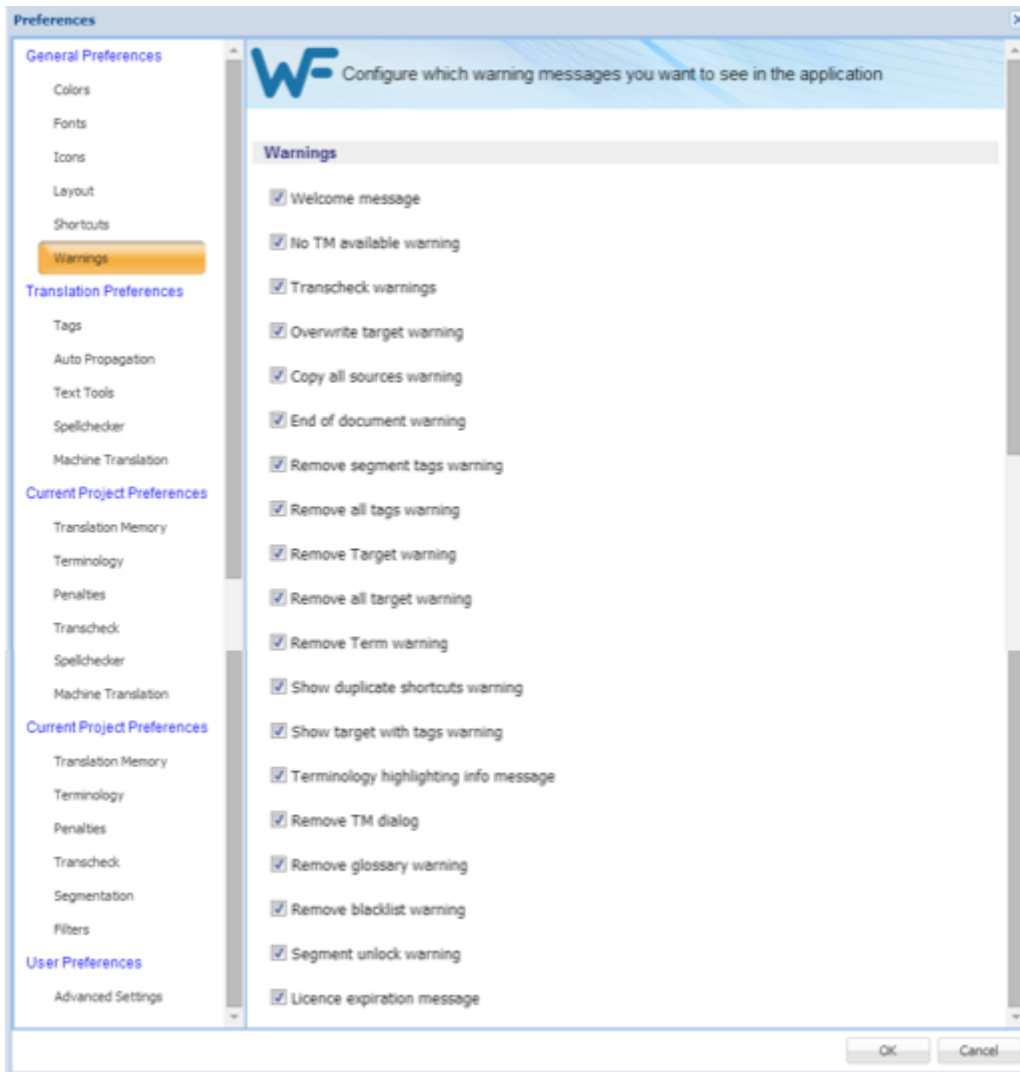 Preferences
General Preferences
Colors
Fonts
Icons
Layout
Shortcuts
Warnings
Translation Preferences
Tags
Auto Propagation
Text Tools
Spellchecker
Machine Translation
Current Project Preferences
Translation Memory
Terminology
Penalties
Transcheck
Spellchecker
Machine Translation
Current Project Preferences
Translation Memory
Terminology
Penalties
Transcheck
Segmentation
Filters
User Preferences
Advanced Settings
WF Configure which warning messages you want to see in the application
Warnings
Welcome message
No TM available warning
Transcheck warnings
Overwrite target warning
Copy all sources warning
End of document warning
Remove segment tags warning
Remove all tags warning
Remove Target warning
Remove all target warning
Remove Term warning
Show duplicate shortcuts warning
Show target with tags warning
Terminology highlighting info message
Remove TM dialog
Remove glossary warning
Remove blacklist warning
Segment unlock warning
Licence expiration message
OK Cancel